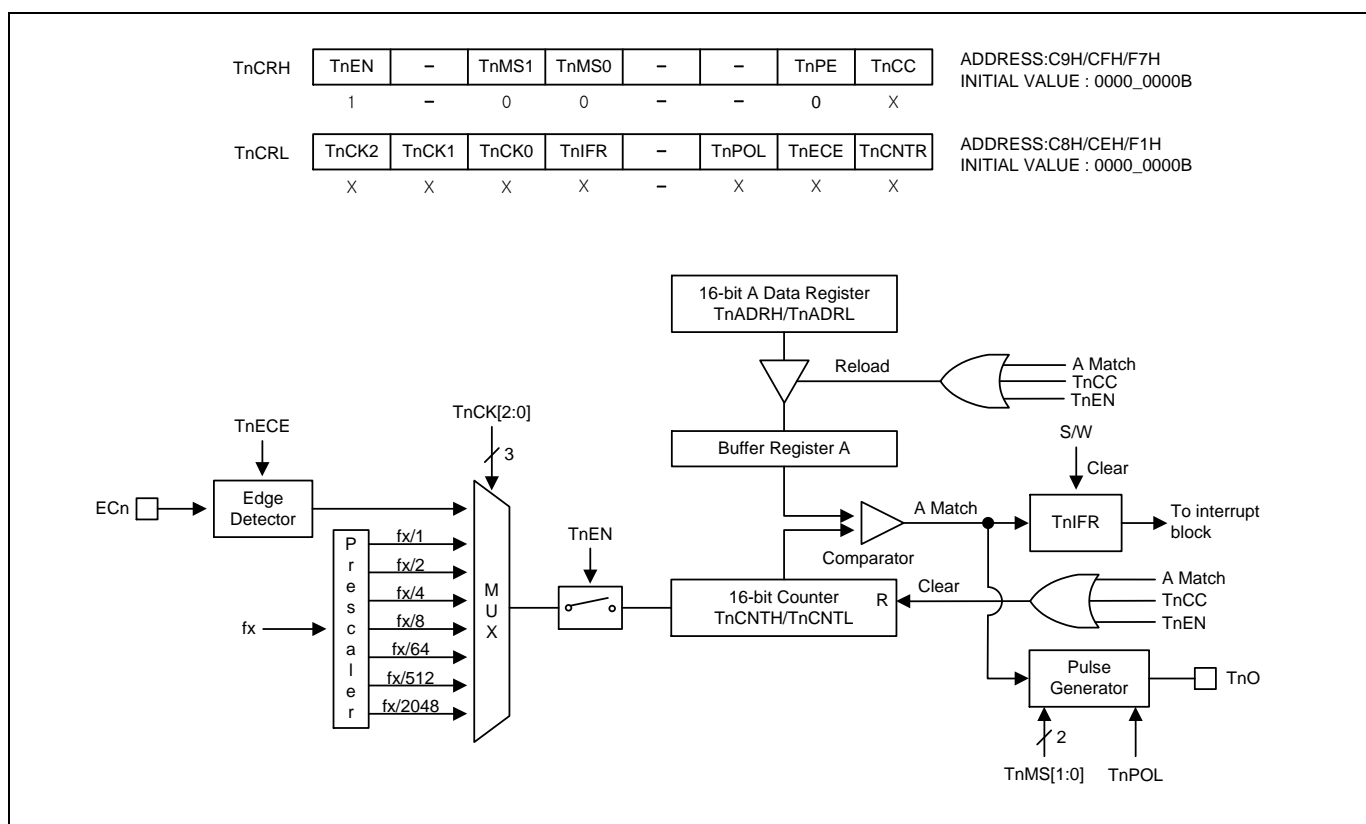 TnCRH TnEN – TnMS1 TnMS0 – – TnPE TnCC ADDRESS:C9H/CFH/F7H
INITIAL VALUE : 0000_0000B
1 – 0 0 – – 0 X
TnCRL TnCK2 TnCK1 TnCK0 TnIFR – TnPOL TnECE TnCNTR ADDRESS:C8H/CEH/F1H
INITIAL VALUE : 0000_0000B
X X X X – X X X
16-bit A Data Register
TnADRH/TnADRL
Reload
A Match
TnCC
TnEN
TnCK[2:0]
3
TnECE
S/W
Clear
Buffer Register A
ECn
Edge
Detector
A Match
TnIFR
To interrupt
block
Comparator
TnEN
Prescaler
fx/1
fx/2
fx/4
fx/8
fx/64
fx/512
fx/2048
fx
MUX
16-bit Counter
TnCNTH/TnCNTL
R
Clear
A Match
TnCC
TnEN
Pulse
Generator
TnO
2
TnMS[1:0]
TnPOL